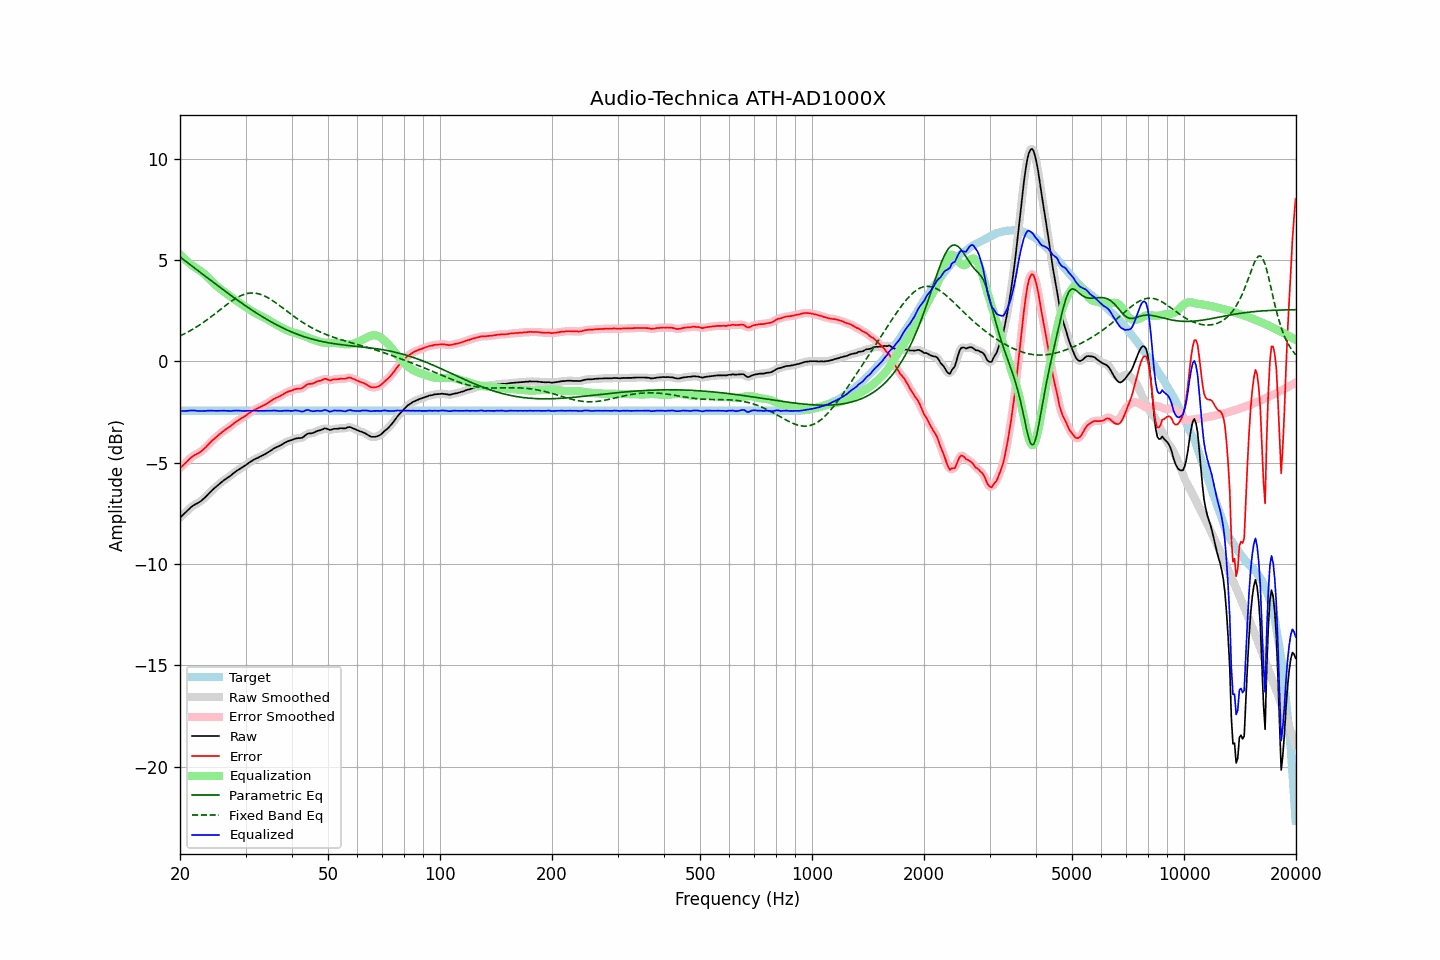 Audio-Technica ATH-AD1000X
Amplitude (dBr)
10
5
0
−5
−10
−15
−20
Target
Raw Smoothed
Error Smoothed
Raw
Error
Equalization
Parametric Eq
Fixed Band Eq
Equalized
20 50 100 200 500 1000 2000 5000 10000 20000
Frequency (Hz)